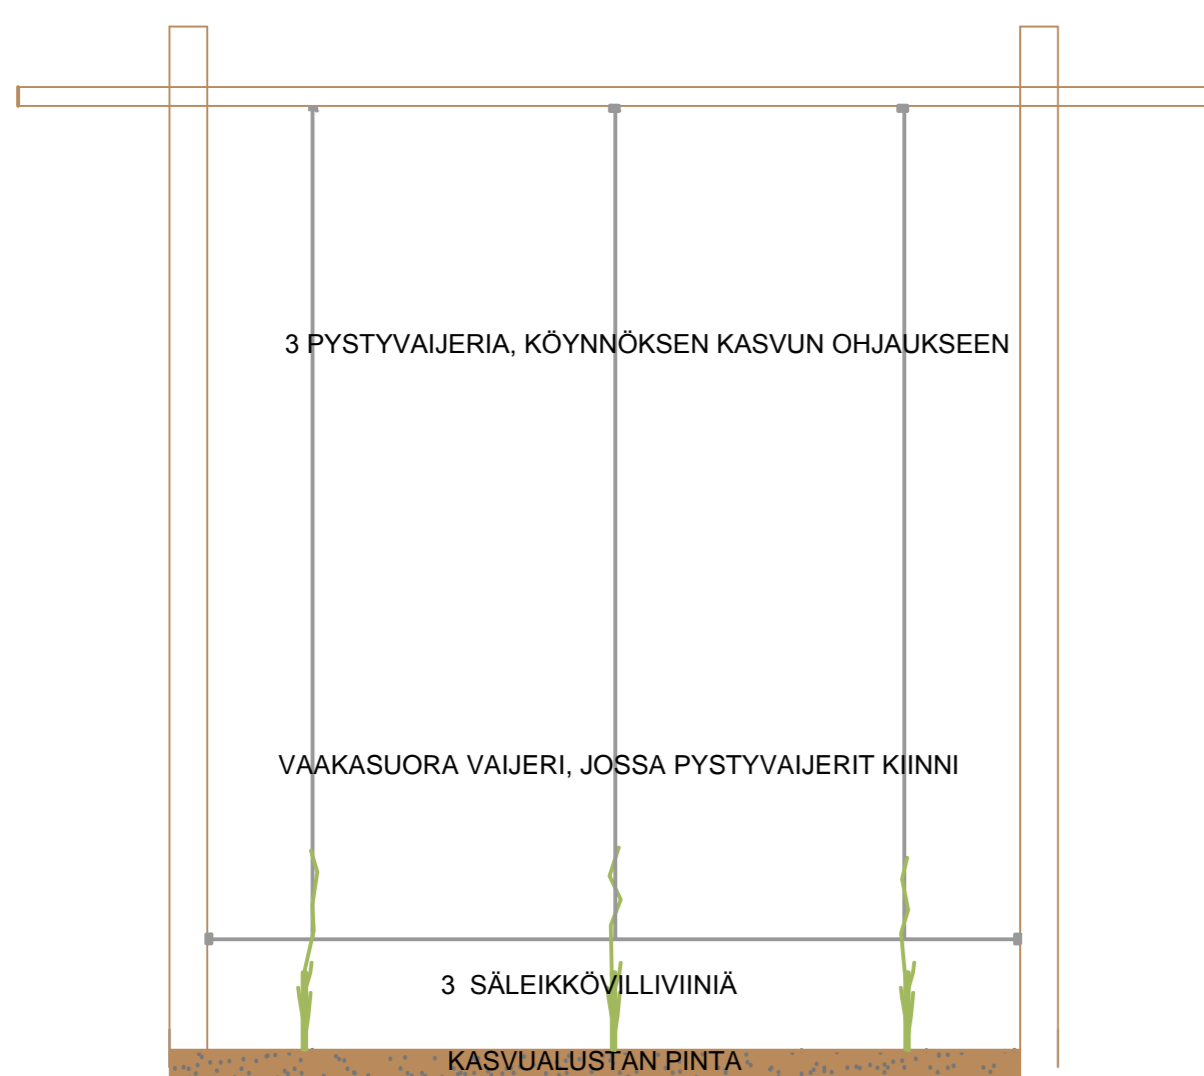 3 PYSTYVAIJERIA, KÖYNNÖKSEN KASVUN OHJAUKSEEN
VAAKASUORA VAIJERI, JOSSA PYSTYVAIJERIT KIINNI
3 SÄLEIKKÖVILLIVIINIÄ
KASVUALUSTAN PINTA